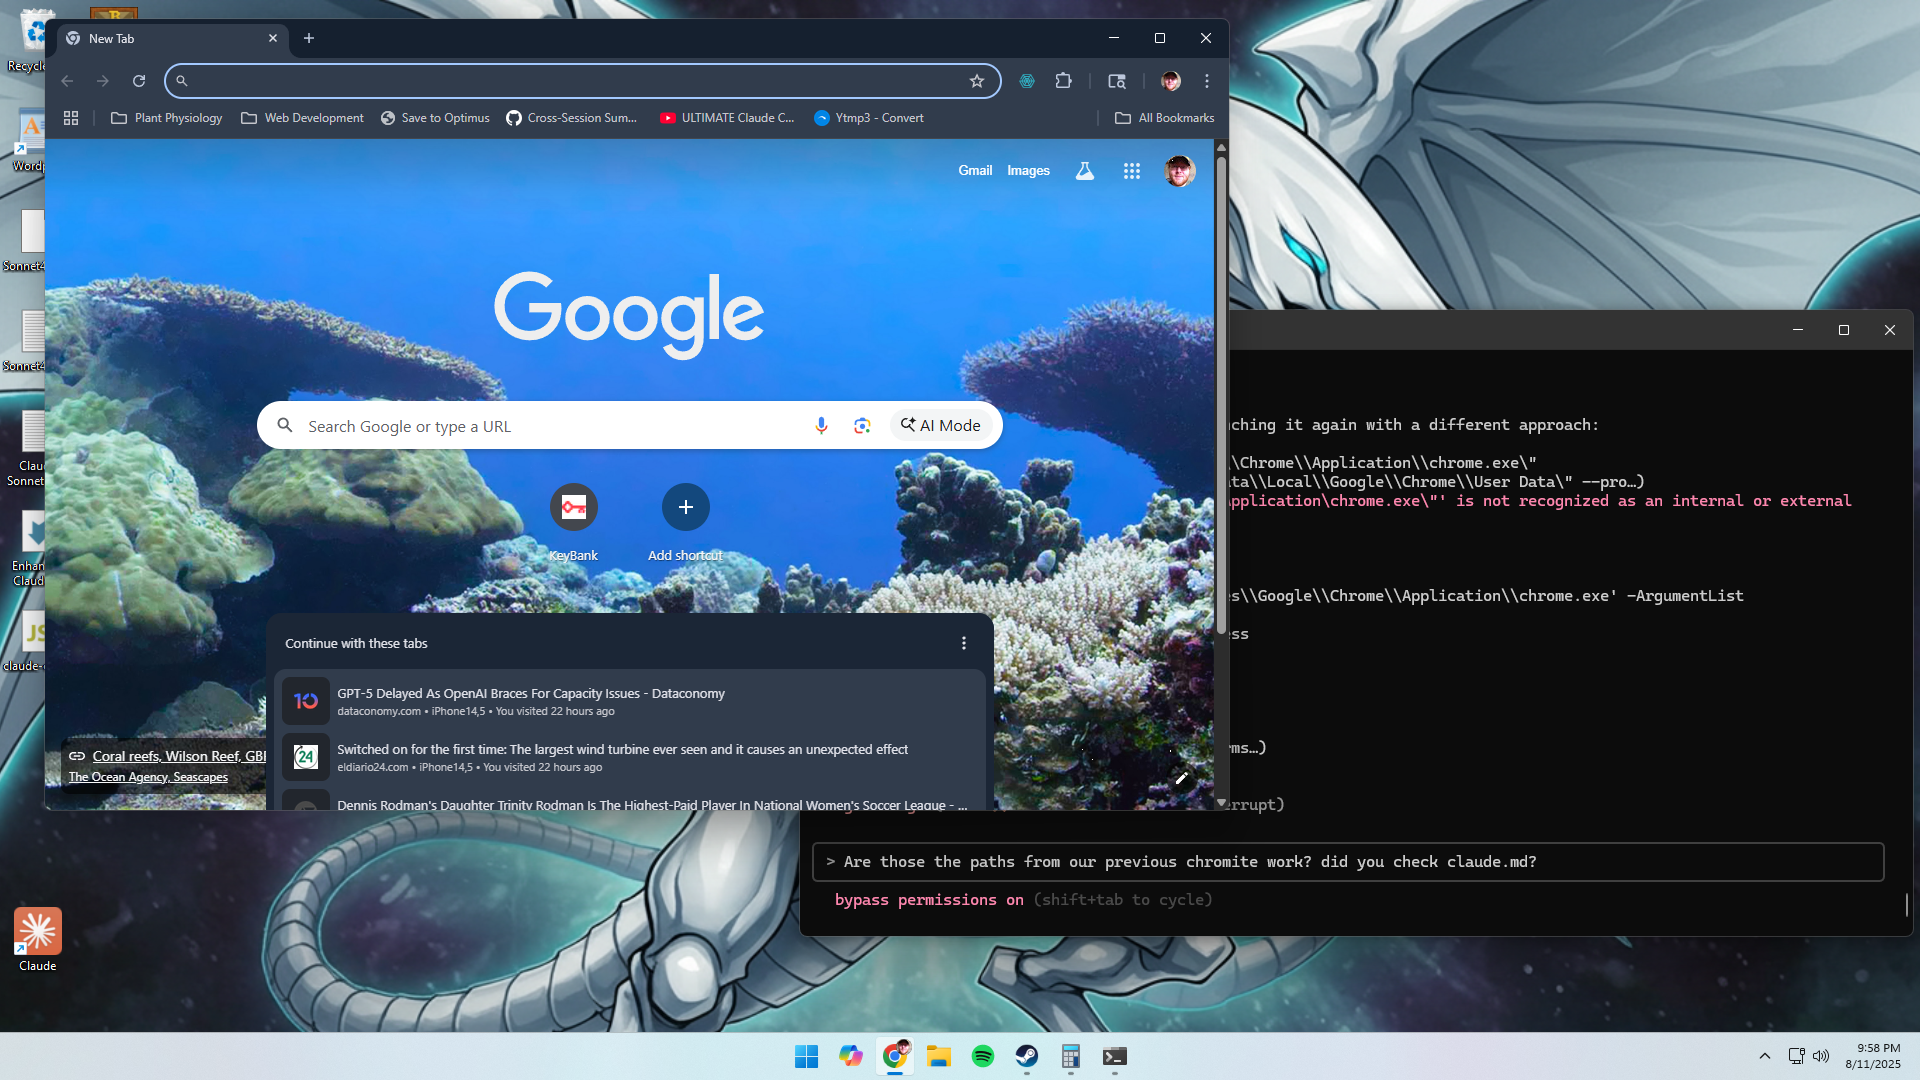 New Tab
Plant Physiology
Web Development
Save to Optimus
Cross-Session Sum...
ULTIMATE Claude C...
Ytmp3 - Convert
All Bookmarks
Gmail
Images
Google
Search Google or type a URL
AI Mode
KeyBank
Add shortcut
Continue with these tabs
10
GPT-5 Delayed As OpenAI Braces For Capacity Issues - Dataconomy
dataconomy.com • iPhone14,5 • You visited 22 hours ago
24
Switched on for the first time: The largest wind turbine ever seen and it causes an unexpected effect
eldiario24.com • iPhone14,5 • You visited 22 hours ago
Dennis Rodman's Daughter Trinity Rodman Is The Highest-Paid Player In National Women's Soccer League - ...
Coral reefs, Wilson Reef, GB
The Ocean Agency, Seascapes
Recycle
Wordp
Sonnet4
Sonnet4
Clau
Sonnet
Enhan
Claud
JS
claude-
Claude
ching it again with a different approach:
\\Chrome\\Application\\chrome.exe\"
ta\\Local\\Google\\Chrome\\User Data\" --pro…)
pplication\chrome.exe\"' is not recognized as an internal or external
s\\Google\\Chrome\\Application\\chrome.exe' -ArgumentList
ss
ms…)
rrupt)
> Are those the paths from our previous chromite work? did you check claude.md?
bypass permissions on (shift+tab to cycle)
9:58 PM
8/11/2025